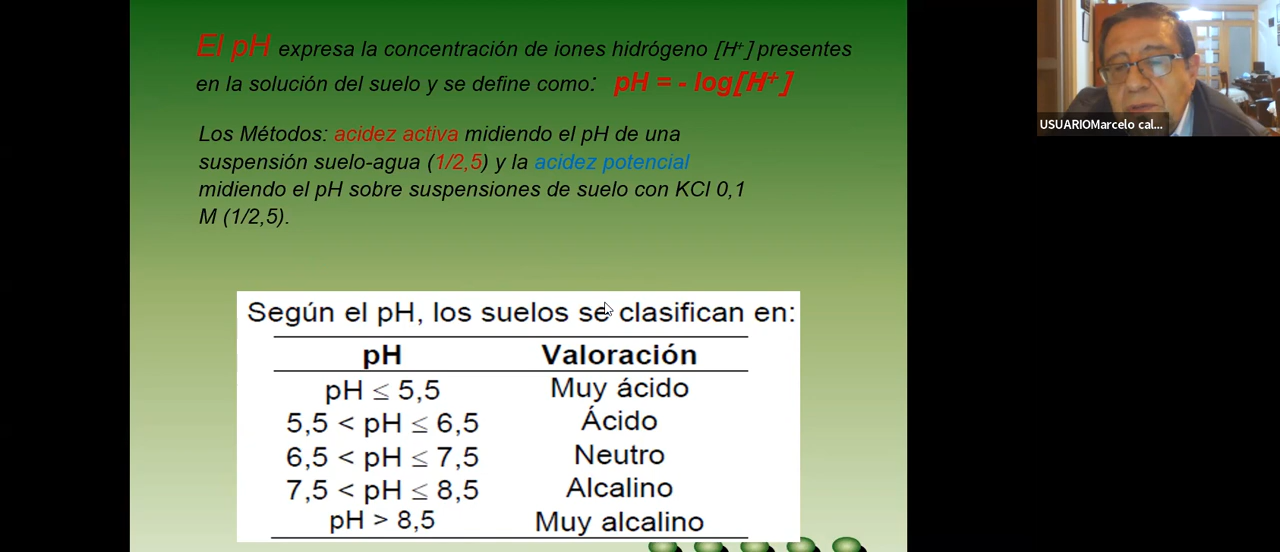 El pH expresa la concentración de iones hidrógeno [H⁺] presentes
en la solución del suelo y se define como: pH = - log[H⁺]
Los Métodos: acidez activa midiendo el pH de una
suspensión suelo-agua (1/2,5) y la acidez potencial
midiendo el pH sobre suspensiones de suelo con KCl 0,1
M (1/2,5).
Según el pH, los suelos se clasifican en:
pH Valoración
pH ≤ 5,5 Muy ácido
5,5 < pH ≤ 6,5 Ácido
6,5 < pH ≤ 7,5 Neutro
7,5 < pH ≤ 8,5 Alcalino
pH > 8,5 Muy alcalino
USUARIOMarcelo cal...